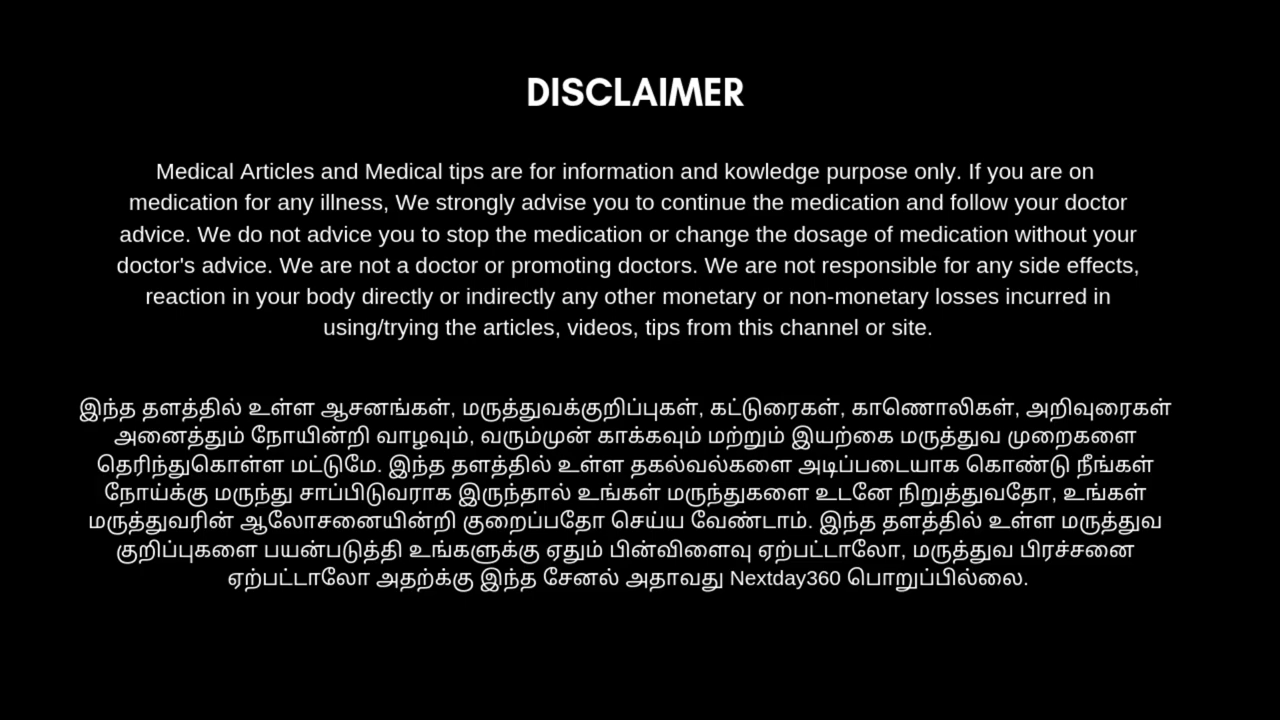 DISCLAIMER
Medical Articles and Medical tips are for information and kowledge purpose only. If you are on
medication for any illness, We strongly advise you to continue the medication and follow your doctor
advice. We do not advice you to stop the medication or change the dosage of medication without your
doctor's advice. We are not a doctor or promoting doctors. We are not responsible for any side effects,
reaction in your body directly or indirectly any other monetary or non-monetary losses incurred in
using/trying the articles, videos, tips from this channel or site.
இந்த தளத்தில் உள்ள ஆசனங்கள், மருத்துவக்குறிப்புகள், கட்டுரைகள், காணொலிகள், அறிவுரைகள்
அனைத்தும் நோயின்றி வாழவும், வரும்முன் காக்கவும் மற்றும் இயற்கை மருத்துவ முறைகளை
தெரிந்துகொள்ள மட்டுமே. இந்த தளத்தில் உள்ள தகல்வல்களை அடிப்படையாக கொண்டு நீங்கள்
நோய்க்கு மருந்து சாப்பிடுவராக இருந்தால் உங்கள் மருந்துகளை உடனே நிறுத்துவதோ, உங்கள்
மருத்துவரின் ஆலோசனையின்றி குறைப்பதோ செய்ய வேண்டாம். இந்த தளத்தில் உள்ள மருத்துவ
குறிப்புகளை பயன்படுத்தி உங்களுக்கு ஏதும் பின்விளைவு ஏற்பட்டாலோ, மருத்துவ பிரச்சனை
ஏற்பட்டாலோ அதற்க்கு இந்த சேனல் அதாவது Nextday360 பொறுப்பில்லை.